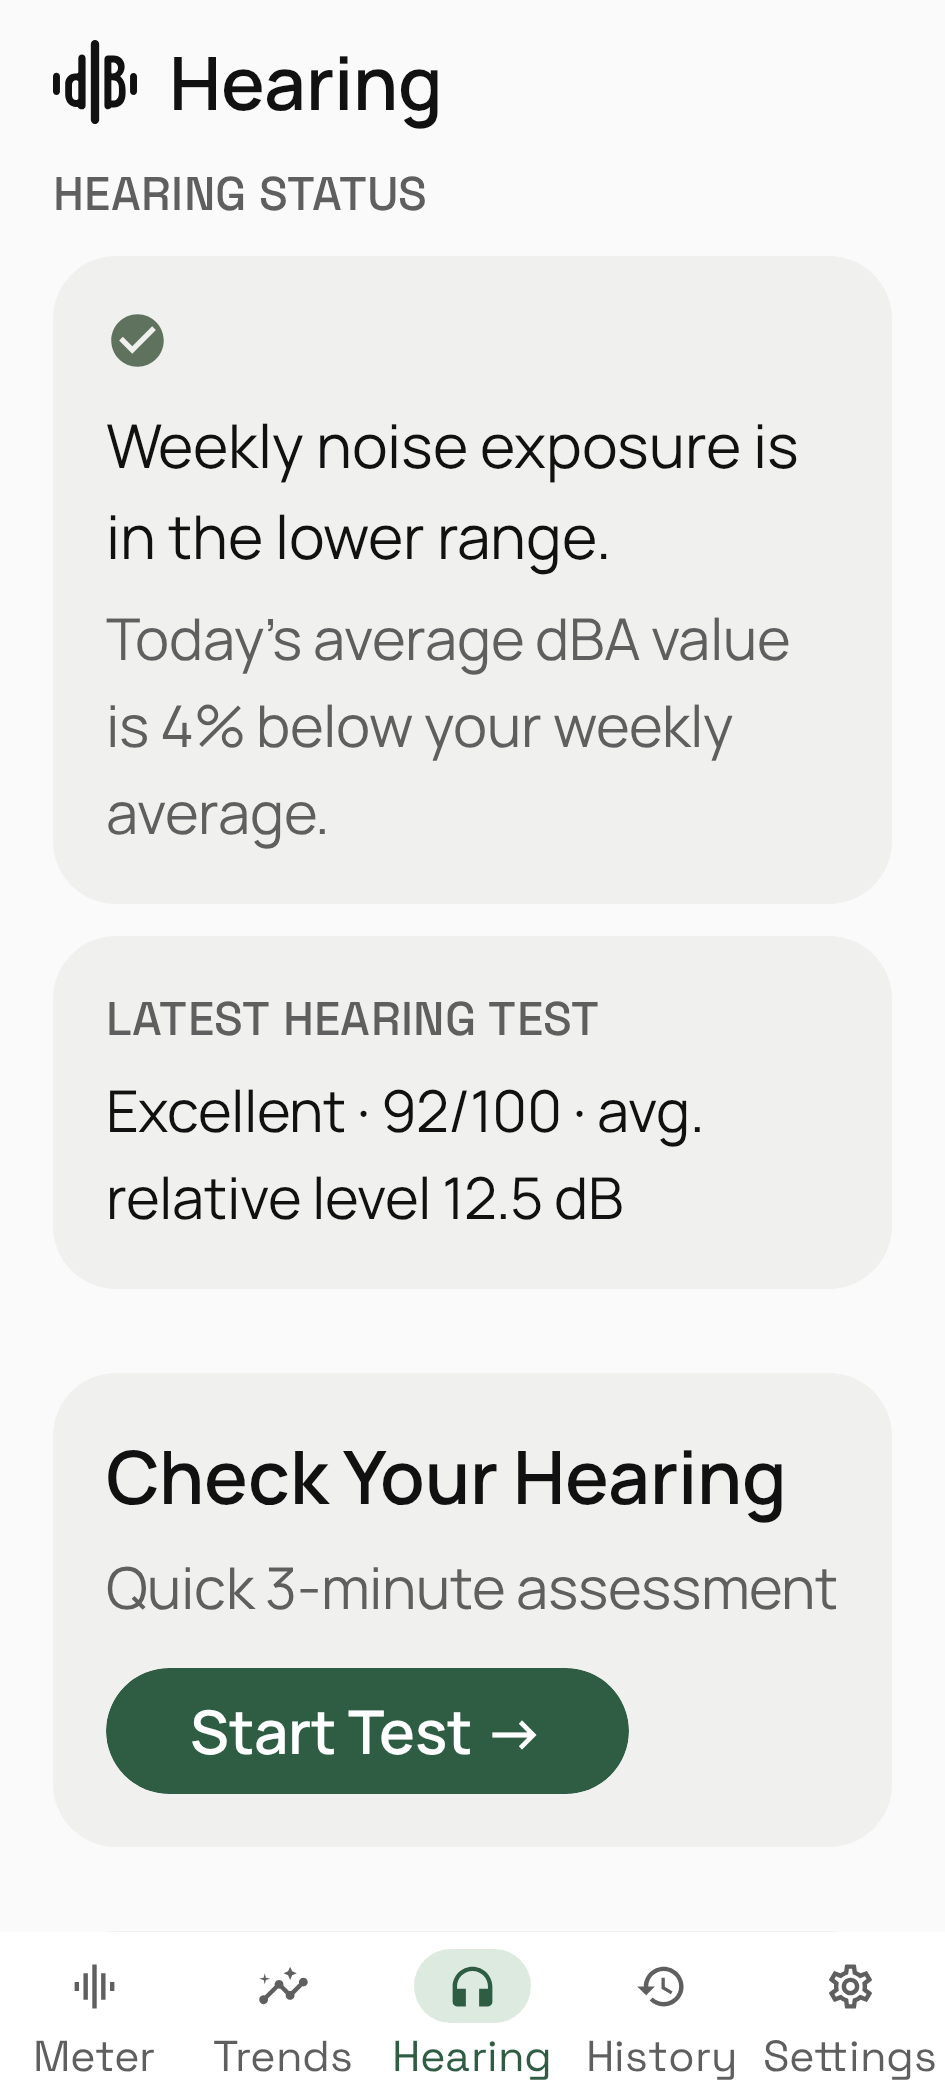 dB Hearing
HEARING STATUS
Weekly noise exposure is
in the lower range.
Today's average dBA value
is 4% below your weekly
average.
LATEST HEARING TEST
Excellent · 92/100 · avg.
relative level 12.5 dB
Check Your Hearing
Quick 3-minute assessment
Start Test →
Meter Trends Hearing History Settings